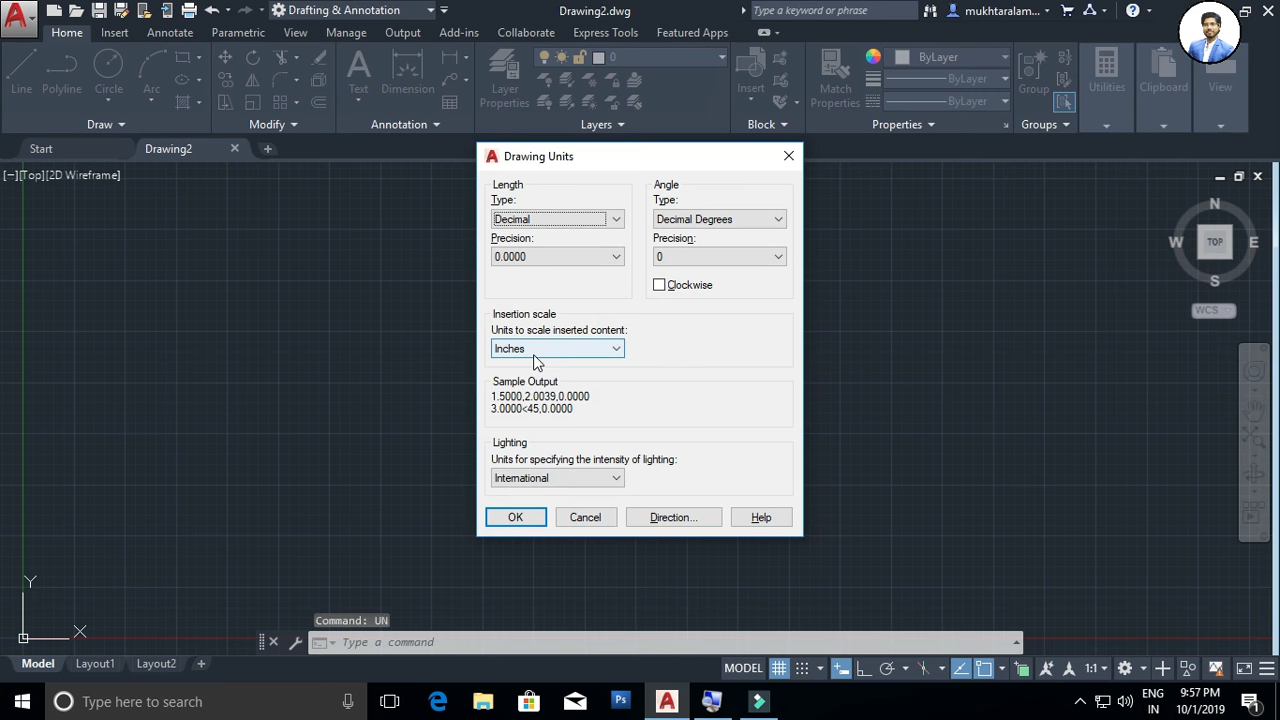 Drafting & Annotation
Drawing2.dwg
Type a keyword or phrase
mukhtaralam...
Home Insert Annotate Parametric View Manage Output Add-ins Collaborate Express Tools Featured Apps
0
ByLayer
ByLayer
ByLayer
Line Polyline Circle Arc
Text Dimension
Layer Properties
Insert
Match Properties
Group
Utilities
Clipboard
View
Draw Modify Annotation Layers Block Properties Groups
Start Drawing2
[−][Top][2D Wireframe]
Drawing Units
Length
Type:
Decimal
Precision:
0.0000
Angle
Type:
Decimal Degrees
Precision:
0
Clockwise
Insertion scale
Units to scale inserted content:
Inches
Sample Output
1.5000,2.0039,0.0000
3.0000<45,0.0000
Lighting
Units for specifying the intensity of lighting:
International
OK Cancel Direction... Help
N
W TOP E
S
WCS
Y
X
Command: UN
Type a command
Model Layout1 Layout2
MODEL
1:1
Type here to search
Ps
ENG
IN
9:57 PM
10/1/2019
1